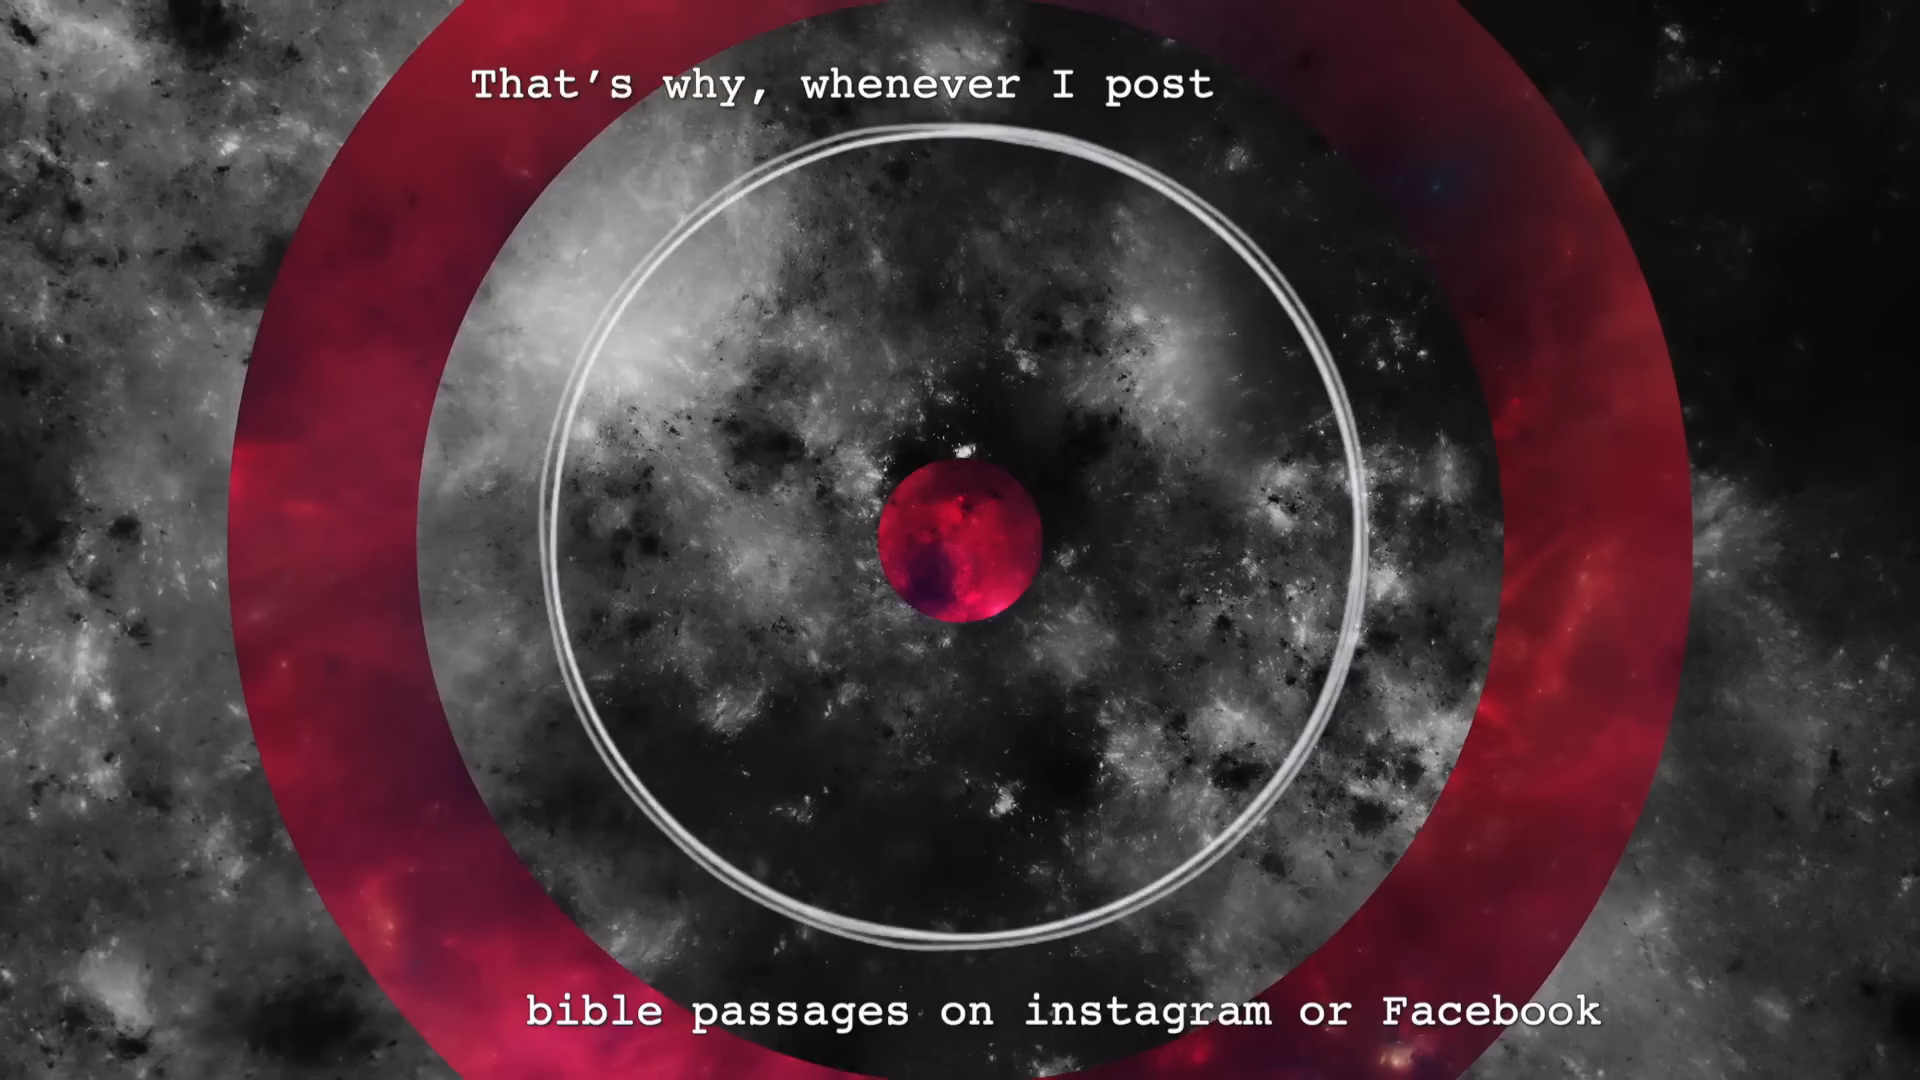 That's why, whenever I post
bible passages on instagram or Facebook